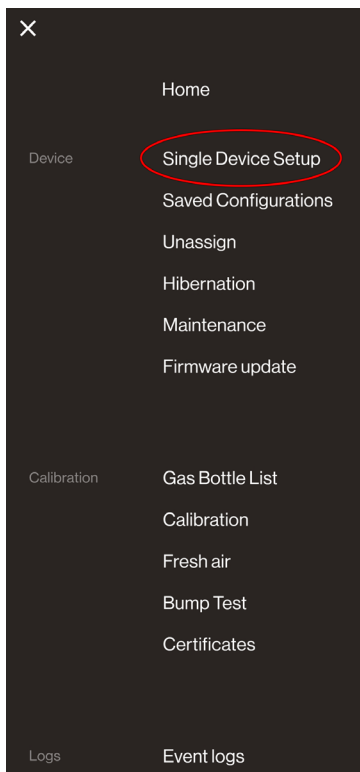 Home
Device Single Device Setup
Saved Configurations
Unassign
Hibernation
Maintenance
Firmware update
Calibration Gas Bottle List
Calibration
Fresh air
Bump Test
Certificates
Logs Event logs